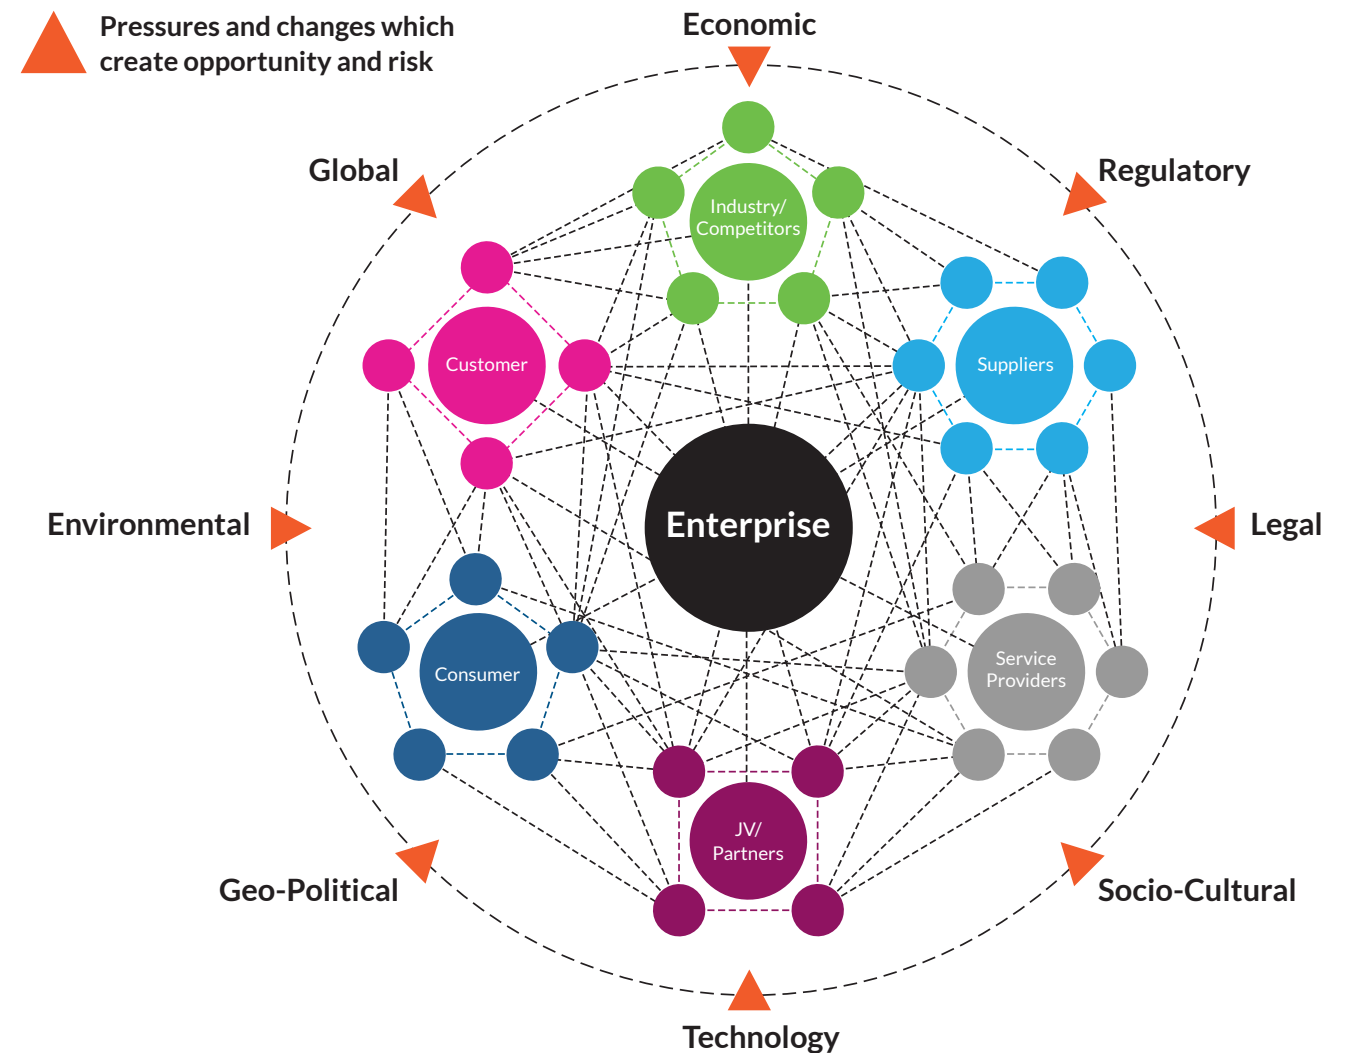 Pressures and changes which
create opportunity and risk
Economic
Global
Regulatory
Industry/
Competitors
Customer
Suppliers
Environmental
Enterprise
Legal
Consumer
Service
Providers
JV/
Partners
Geo-Political
Socio-Cultural
Technology